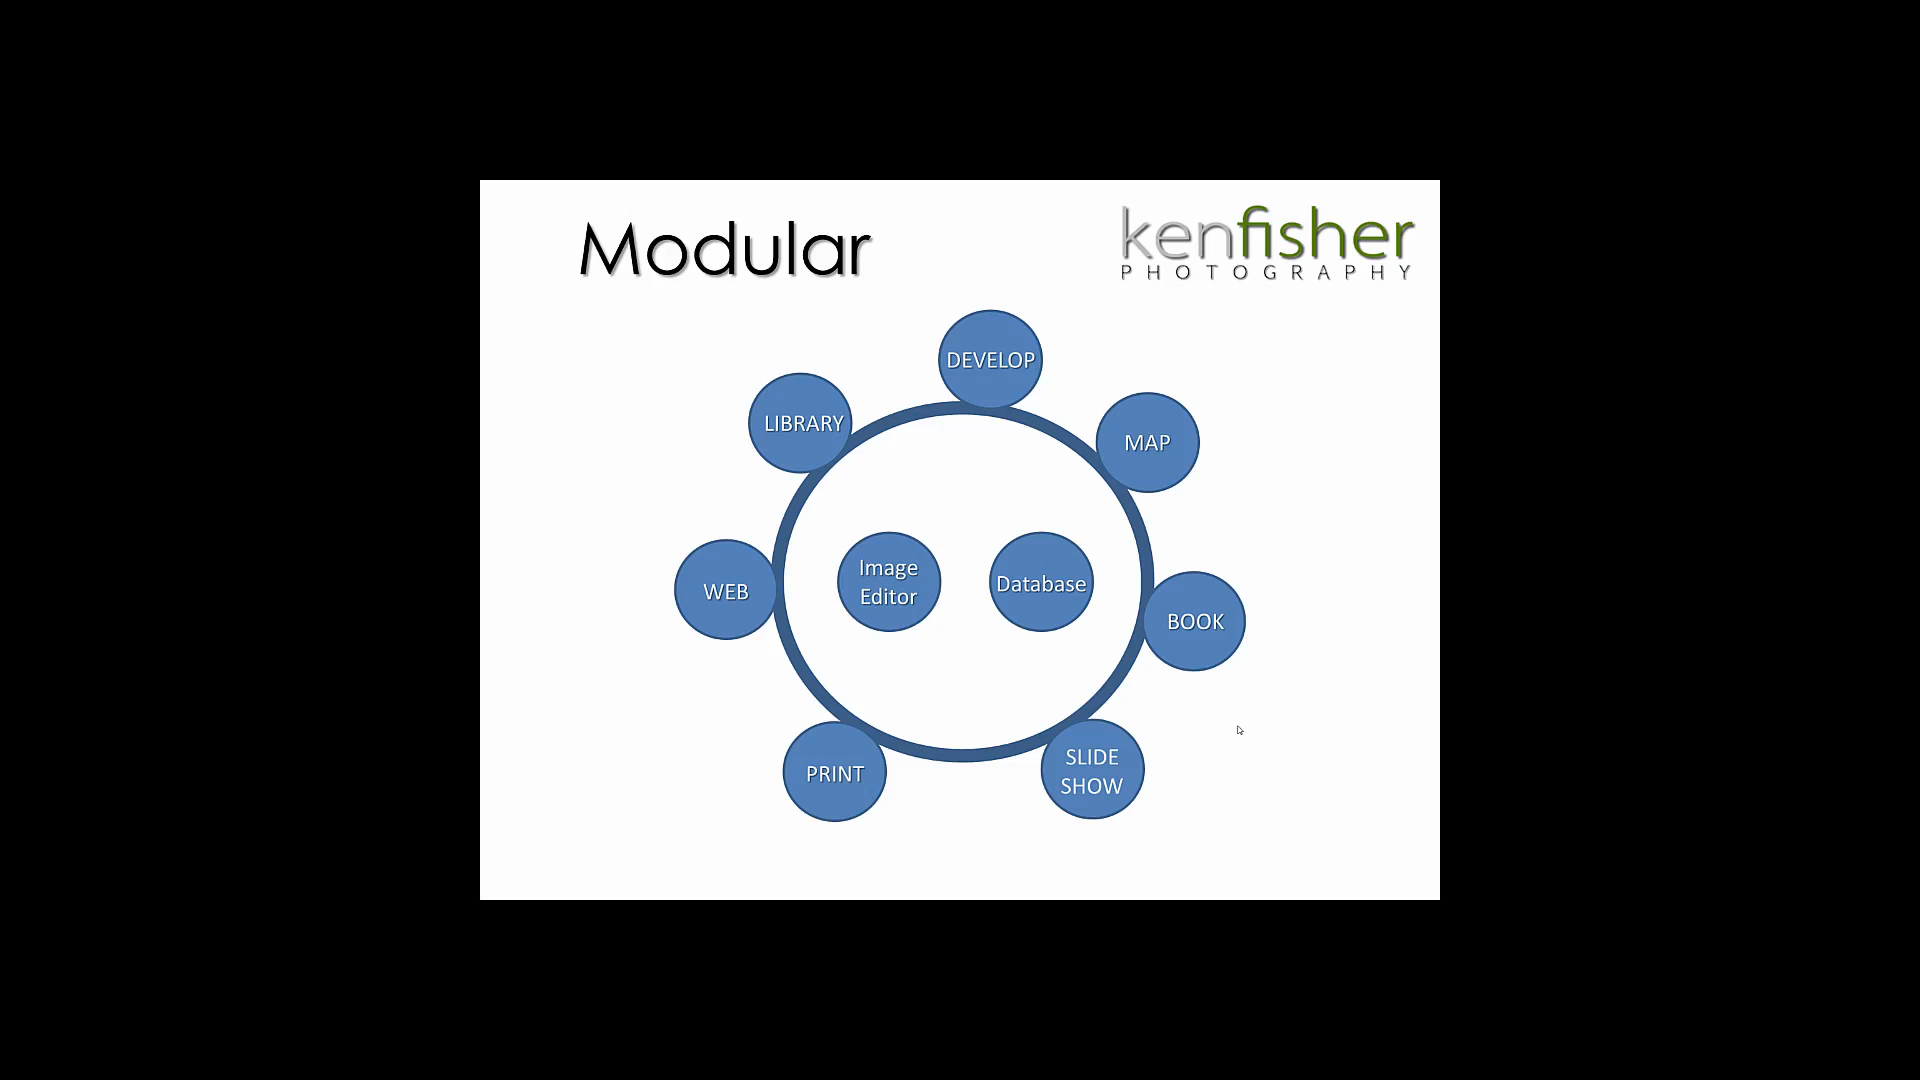 Modular
kenfisher
PHOTOGRAPHY
DEVELOP
LIBRARY
MAP
Image
Editor
Database
WEB
BOOK
PRINT
SLIDE
SHOW